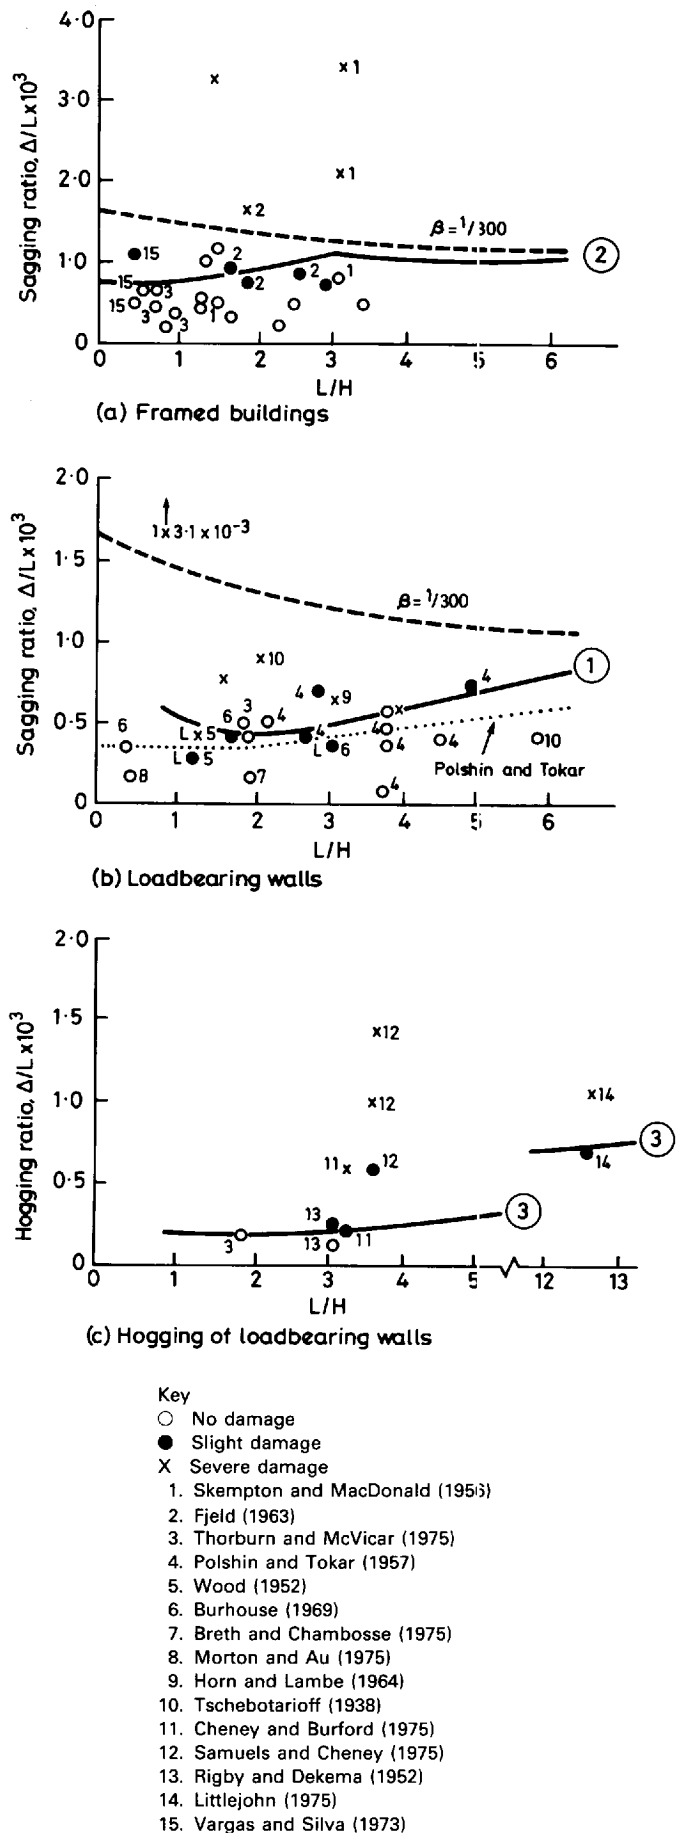 4·0
3·0
2·0
1·0
0
Sagging ratio, Δ/L×10³
x 1
x 1
x 2
β = 1/300
2
15
2
2
2
1
15
3
15
3
3
1
0 1 2 3 4 5 6
L/H
(a) Framed buildings
2·0
1·5
1·0
0·5
0
Sagging ratio, Δ/L×10³
1 x 3·1 x 10⁻³
β = 1/300
1
x 10
4
x 9
4
6
6
3
4
x
L x 5
4
4
L
6
4
4
10
L
5
8
7
4
Polshin and Tokar
0 1 2 3 4 5 6
L/H
(b) Loadbearing walls
2·0
1·5
1·0
0·5
0
Hogging ratio, Δ/L×10³
x 12
x 12
x 14
11 x
12
14
3
3
13
11
3
13
0 1 2 3 4 5 12 13
L/H
(c) Hogging of loadbearing walls
Key
○ No damage
● Slight damage
X Severe damage
1. Skempton and MacDonald (1956)
2. Fjeld (1963)
3. Thorburn and McVicar (1975)
4. Polshin and Tokar (1957)
5. Wood (1952)
6. Burhouse (1969)
7. Breth and Chambosse (1975)
8. Morton and Au (1975)
9. Horn and Lambe (1964)
10. Tschebotarioff (1938)
11. Cheney and Burford (1975)
12. Samuels and Cheney (1975)
13. Rigby and Dekema (1952)
14. Littlejohn (1975)
15. Vargas and Silva (1973)